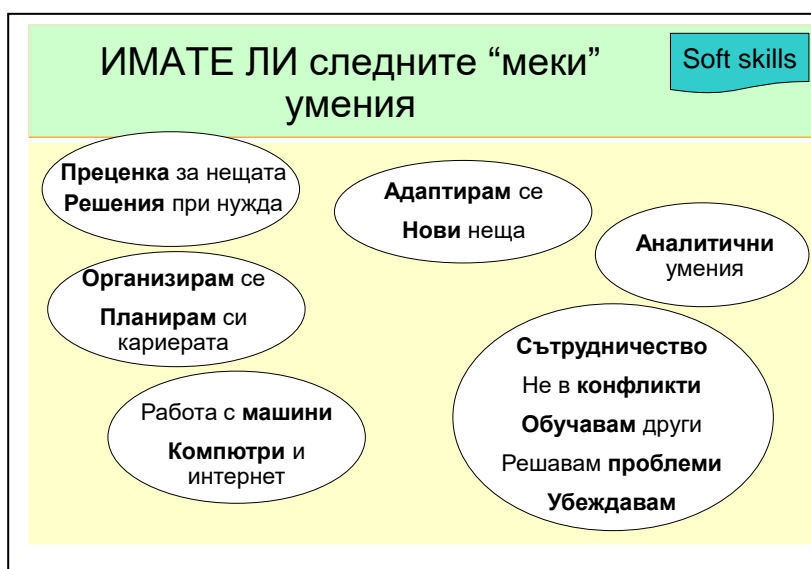 ИМАТЕ ЛИ следните “меки”
умения
Soft skills
Преценка за нещата
Решения при нужда
Адаптирам се
Нови неща
Аналитични
умения
Организирам се
Планирам си
кариерата
Сътрудничество
Не в конфликти
Обучавам други
Решавам проблеми
Убеждавам
Работа с машини
Компютри и
интернет